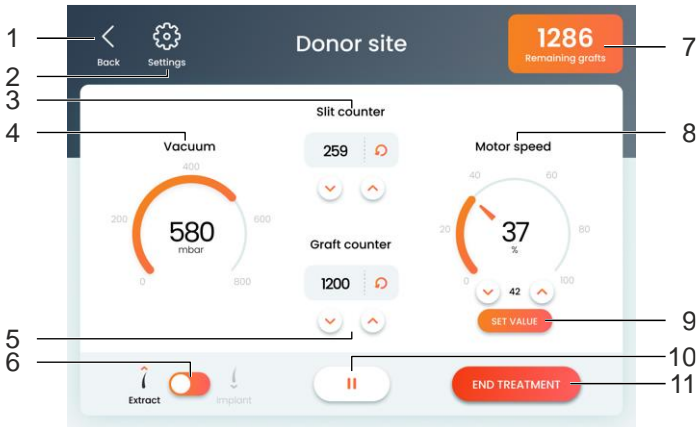 1
Back
2
Settings
Donor site
1286
Remaining grafts
7
3
Slit counter
259
4
Vacuum
0
200
400
600
800
580
mbar
8
Motor speed
0
20
40
60
80
100
37
%
42
SET VALUE
9
Graft counter
1200
5
6
Extract
Implant
10
END TREATMENT
11